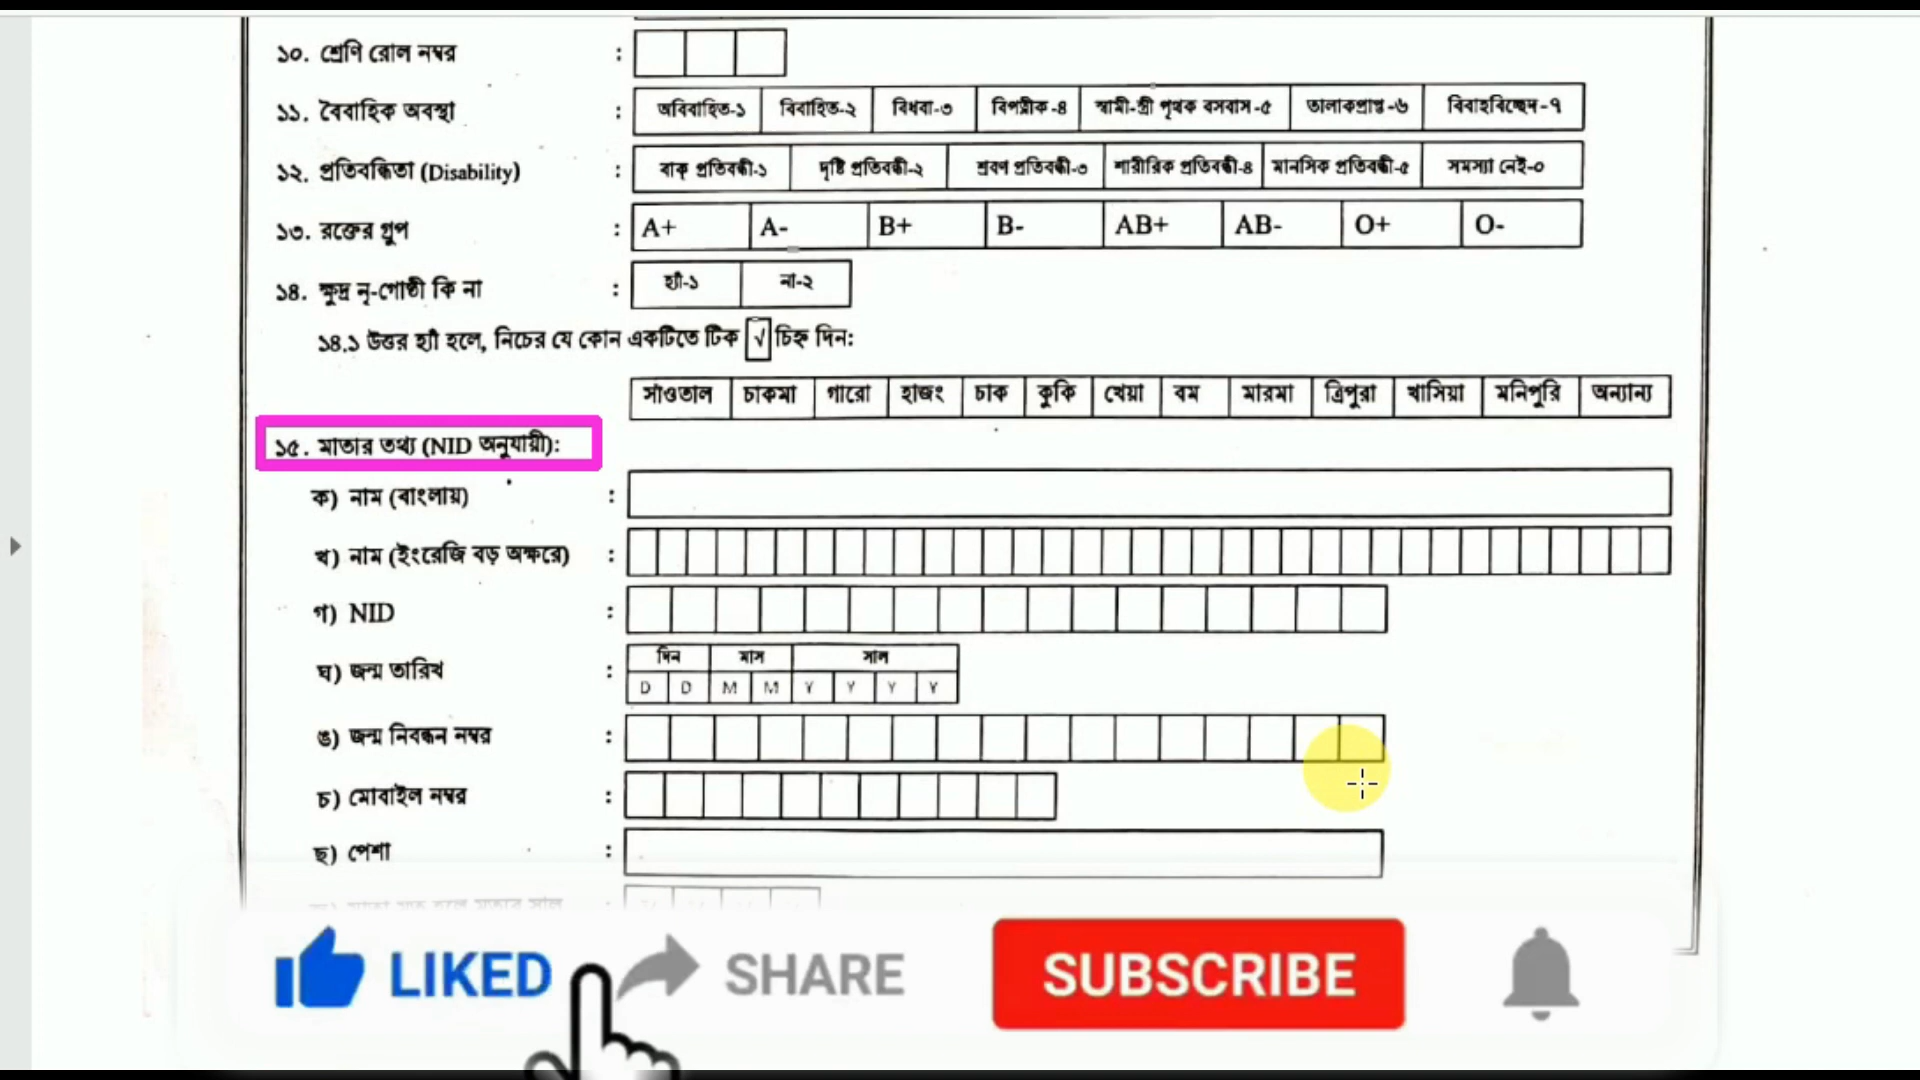 ১০. শ্রেণি রোল নম্বর :
১১. বৈবাহিক অবস্থা : অবিবাহিত-১ বিবাহিত-২ বিধবা-৩ বিপত্নীক-৪ স্বামী-স্ত্রী পৃথক বসবাস-৫ তালাকপ্রাপ্ত-৬ বিবাহবিচ্ছেদ-৭
১২. প্রতিবন্ধিতা (Disability) : বাক্ প্রতিবন্ধী-১ দৃষ্টি প্রতিবন্ধী-২ শ্রবণ প্রতিবন্ধী-৩ শারীরিক প্রতিবন্ধী-৪ মানসিক প্রতিবন্ধী-৫ সমস্যা নেই-০
১৩. রক্তের গ্রুপ : A+ A- B+ B- AB+ AB- O+ O-
১৪. ক্ষুদ্র নৃ-গোষ্ঠী কি না : হ্যাঁ-১ না-২
১৪.১ উত্তর হ্যাঁ হলে, নিচের যে কোন একটিতে টিক √ চিহ্ন দিন:
সাঁওতাল চাকমা গারো হাজং চাক কুকি খেয়া বম মারমা ত্রিপুরা খাসিয়া মনিপুরি অন্যান্য
১৫. মাতার তথ্য (NID অনুযায়ী):
ক) নাম (বাংলায়) :
খ) নাম (ইংরেজি বড় অক্ষরে) :
গ) NID :
ঘ) জন্ম তারিখ : দিন মাস সাল
D D M M Y Y Y Y
ঙ) জন্ম নিবন্ধন নম্বর :
চ) মোবাইল নম্বর :
ছ) পেশা :
LIKED SHARE SUBSCRIBE